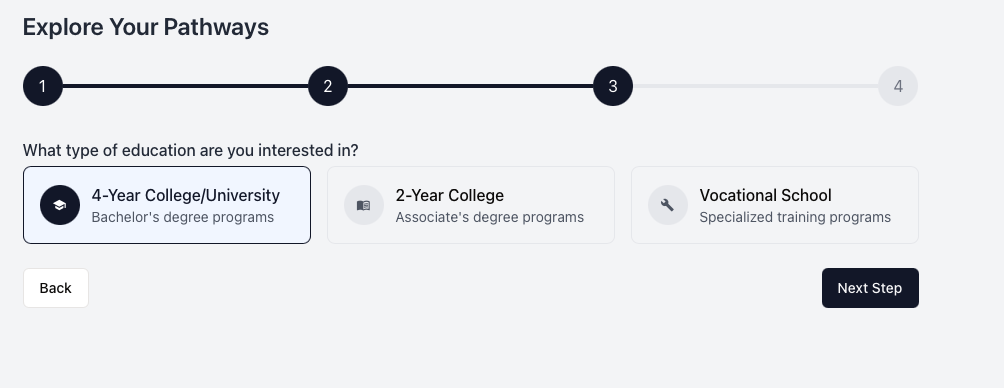 Explore Your Pathways
1 2 3 4
What type of education are you interested in?
4-Year College/University
Bachelor's degree programs
2-Year College
Associate's degree programs
Vocational School
Specialized training programs
Back
Next Step